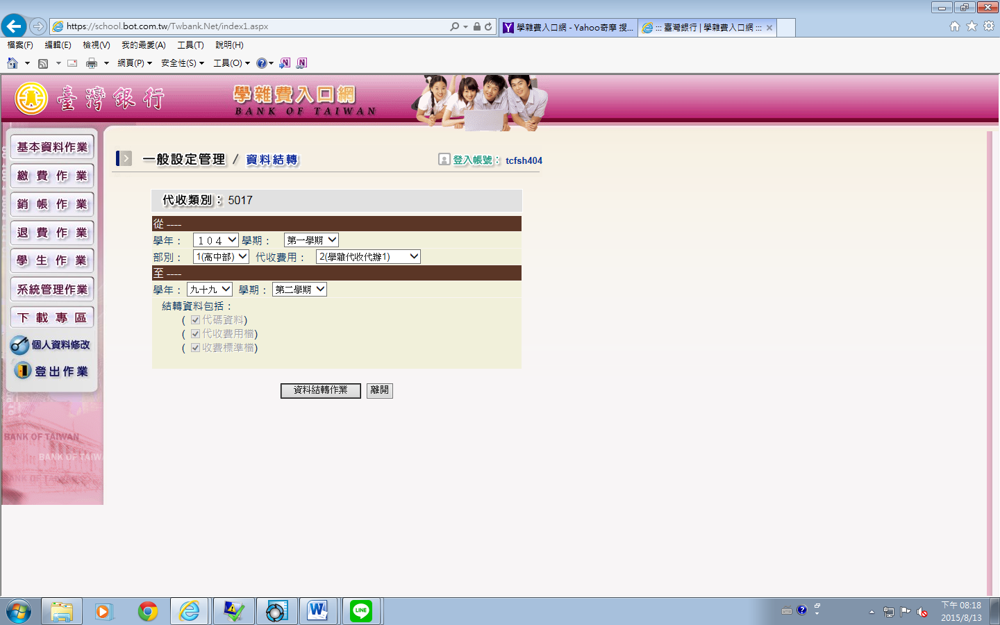 https://school.bot.com.tw/Twbank.Net/index1.aspx
學雜費入口網 - Yahoo奇摩 搜...
::: 臺灣銀行 | 學雜費入口網 :::
檔案(F) 編輯(E) 檢視(V) 我的最愛(A) 工具(T) 說明(H)
網頁(P) 安全性(S) 工具(O)
臺灣銀行
學雜費入口網
BANK OF TAIWAN
基本資料作業
繳費作業
銷帳作業
退費作業
學生作業
系統管理作業
下載專區
個人資料修改
登出作業
BANK OF TAIWAN
BANK OF TAIW
BANK OF TAIWAN
一般設定管理 / 資料結轉
登入帳號： tcfsh404
代收類別： 5017
從 ----
學年： １０４ 學期： 第一學期
部別： 1(高中部) 代收費用： 2(學雜代收代辦1)
至 ----
學年： 九十九 學期： 第二學期
結轉資料包括：
( 代碼資料)
( 代收費用檔)
( 收費標準檔)
資料結轉作業 離開
LINE
下午 08:18
2015/8/13